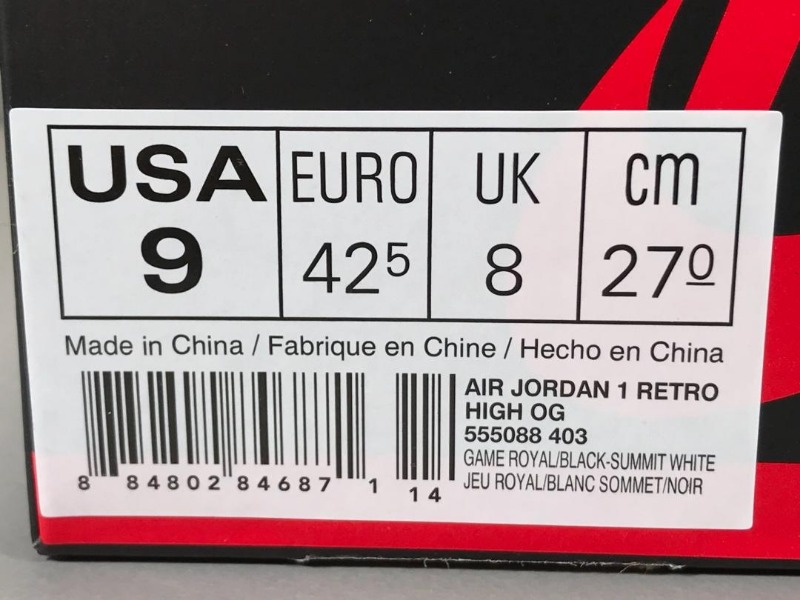 USA EURO UK cm
9 42⁵ 8 27⁰
Made in China / Fabrique en Chine / Hecho en China
AIR JORDAN 1 RETRO
HIGH OG
555088 403
GAME ROYAL/BLACK-SUMMIT WHITE
JEU ROYAL/BLANC SOMMET/NOIR
8 84802 84687 1 14